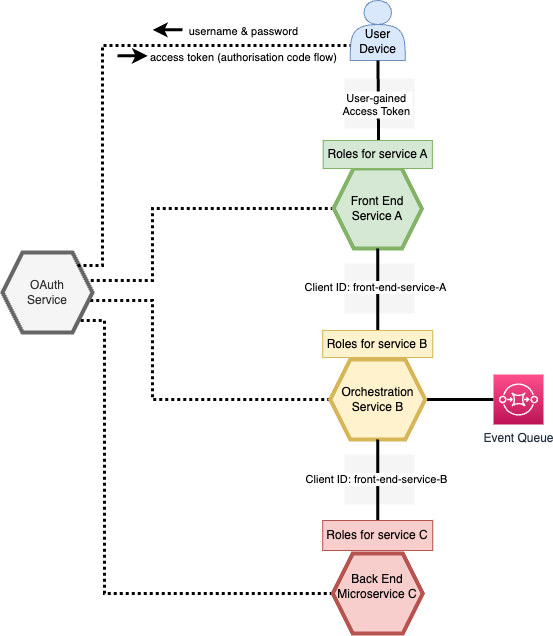 username & password
User
Device
access token (authorisation code flow)
User-gained
Access Token
Roles for service A
Front End
Service A
OAuth
Service
Client ID: front-end-service-A
Roles for service B
Orchestration
Service B
Event Queue
Client ID: front-end-service-B
Roles for service C
Back End
Microservice C